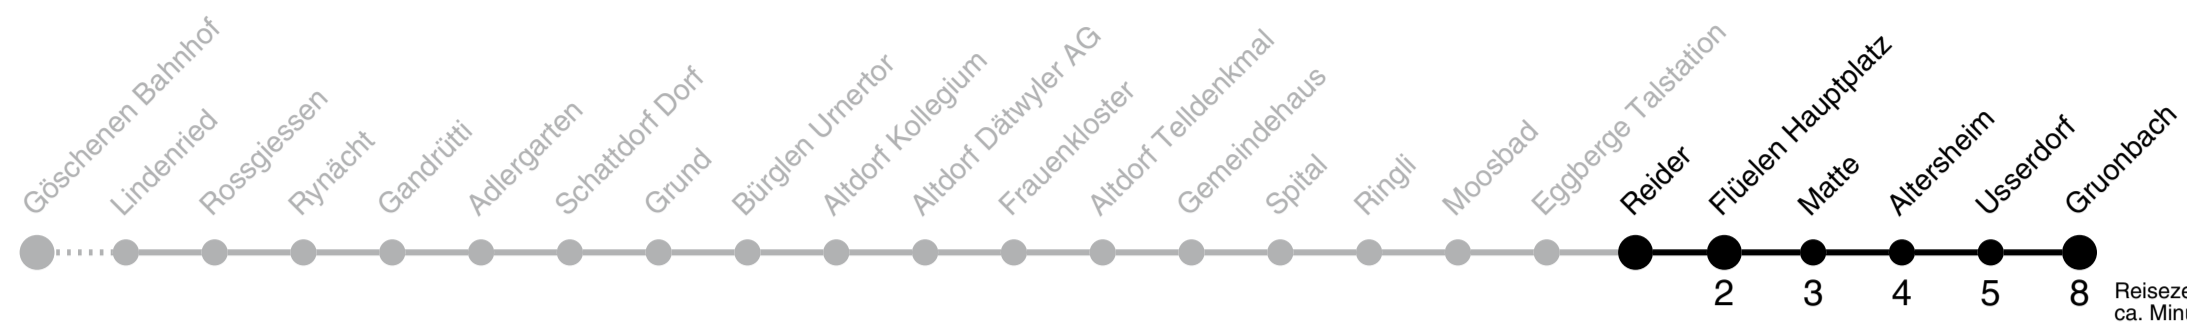 Göschenen Bahnhof
Lindenried
Rossgiessen
Rynächt
Gandrütti
Adlergarten
Schattdorf Dorf
Grund
Bürglen Urnertor
Altdorf Kollegium
Altdorf Dätwyler AG
Frauenkloster
Altdorf Telldenkmal
Gemeindehaus
Spital
Ringli
Moosbad
Eggberge Talstation
Reider
Flüelen Hauptplatz
Matte
Altersheim
Usserdorf
Gruonbach
2 3 4 5 8
ca.